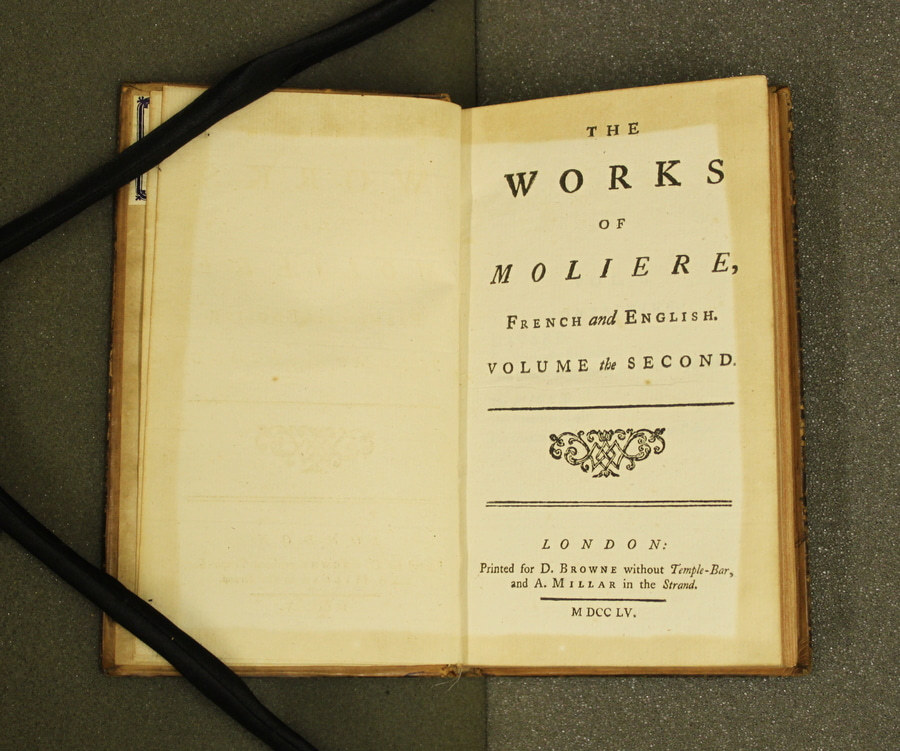 THE
WORKS
OF
MOLIERE,
FRENCH and ENGLISH.
VOLUME the SECOND.
LONDON:
Printed for D. BROWNE without Temple-Bar,
and A. MILLAR in the Strand.
M DCC LV.